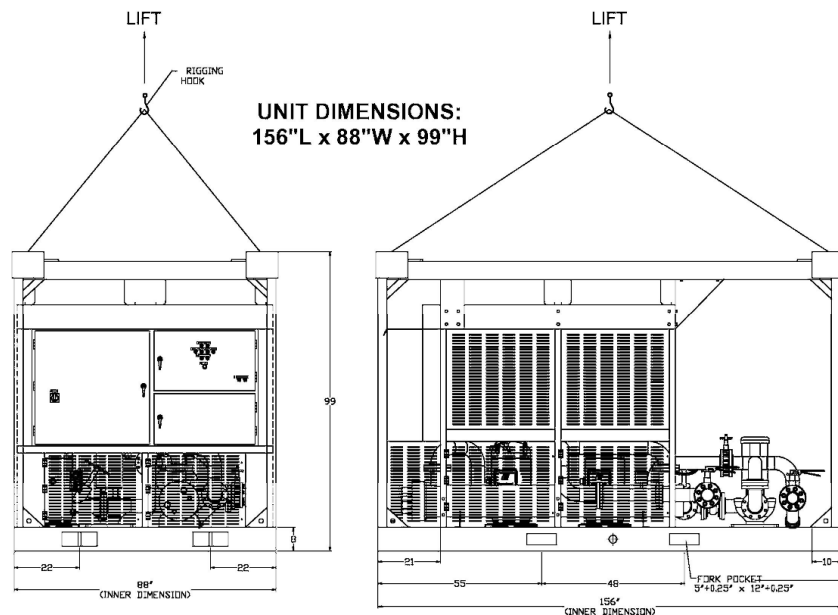 LIFT
LIFT
RIGGING
HOOK
UNIT DIMENSIONS:
156"L x 88"W x 99"H
99
22
22
88"
(INNER DIMENSION)
21
10
55
48
FORK POCKET
5"+0.25" x 12"+0.25"
156"
(INNER DIMENSION)